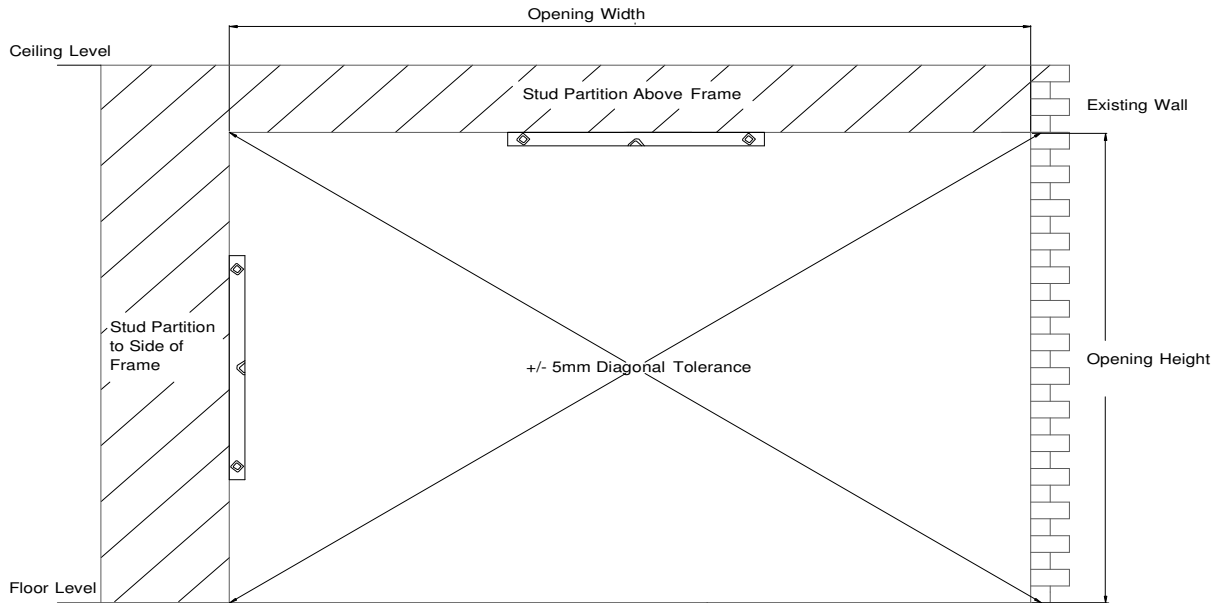 Opening Width
Ceiling Level
Stud Partition Above Frame
Existing Wall
Stud Partition
to Side of
Frame
+/- 5mm Diagonal Tolerance
Opening Height
Floor Level